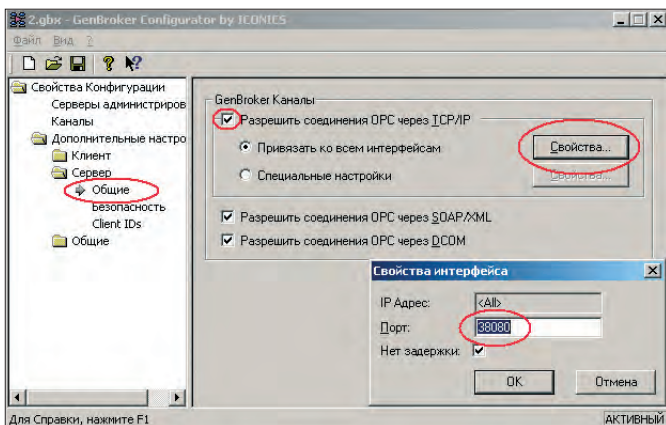 2.gbx - GenBroker Configurator by ICONICS
Файл Вид ?
Свойства Конфигурации
Серверы администриров
Каналы
Дополнительные настро
Клиент
Сервер
Общие
Безопасность
Client IDs
Общие
GenBroker Каналы
Разрешить соединения OPC через TCP/IP
Привязать ко всем интерфейсам
Свойства...
Специальные настройки
Свойства...
Разрешить соединения OPC через SOAP/XML
Разрешить соединения OPC через DCOM
Свойства интерфейса
IP Адрес: <All>
Порт: 38080
Нет задержки:
OK Отмена
Для Справки, нажмите F1
АКТИВНЫЙ